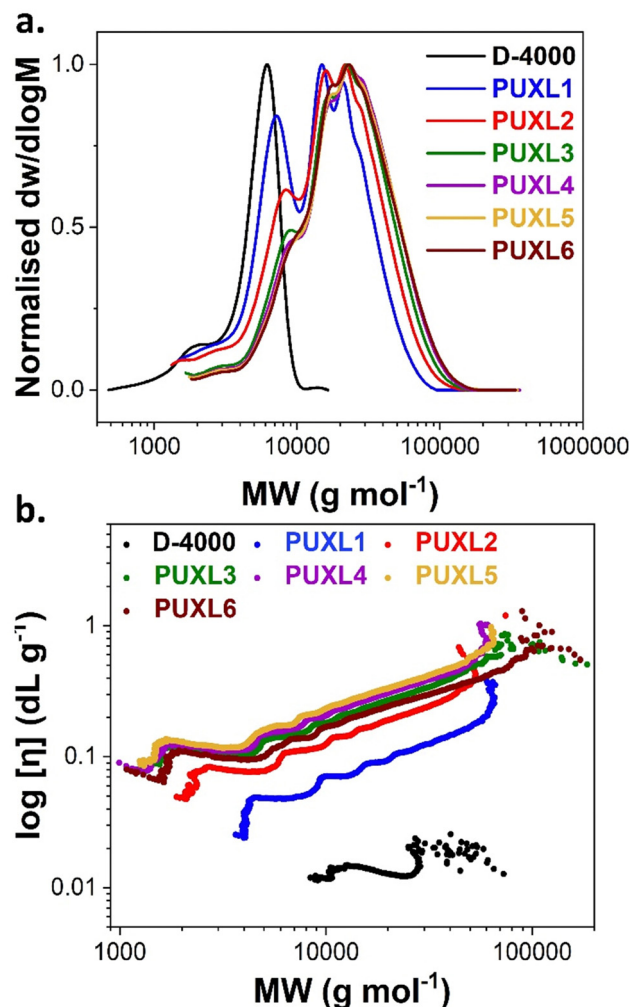 a.
Normalised dw/dlogM
1.0
0.5
0.0
D-4000
PUXL1
PUXL2
PUXL3
PUXL4
PUXL5
PUXL6
1000 10000 100000 1000000
MW (g mol⁻¹)
b.
D-4000 PUXL1 PUXL2
PUXL3 PUXL4 PUXL5
PUXL6
log [η] (dL g⁻¹)
1
0.1
0.01
1000 10000 100000
MW (g mol⁻¹)